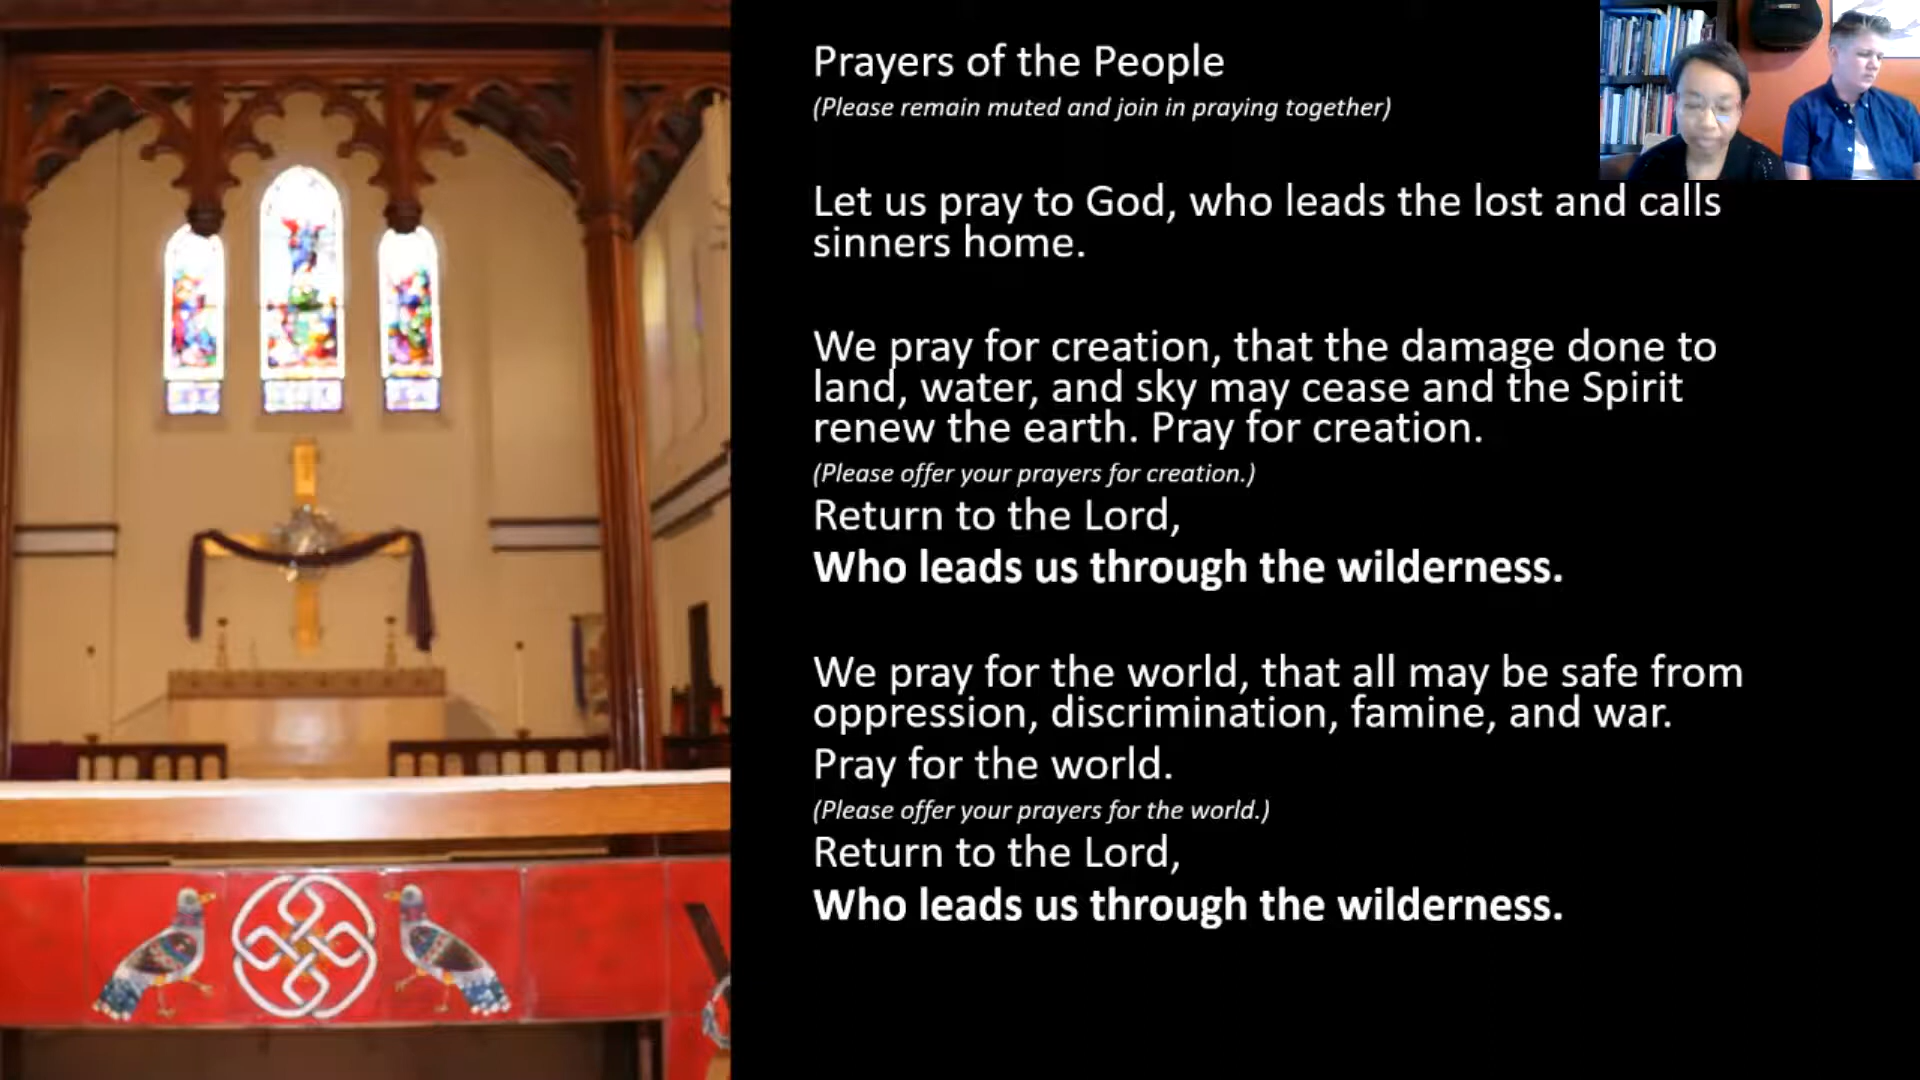 Prayers of the People
(Please remain muted and join in praying together)
Let us pray to God, who leads the lost and calls
sinners home.
We pray for creation, that the damage done to
land, water, and sky may cease and the Spirit
renew the earth. Pray for creation.
(Please offer your prayers for creation.)
Return to the Lord,
Who leads us through the wilderness.
We pray for the world, that all may be safe from
oppression, discrimination, famine, and war.
Pray for the world.
(Please offer your prayers for the world.)
Return to the Lord,
Who leads us through the wilderness.